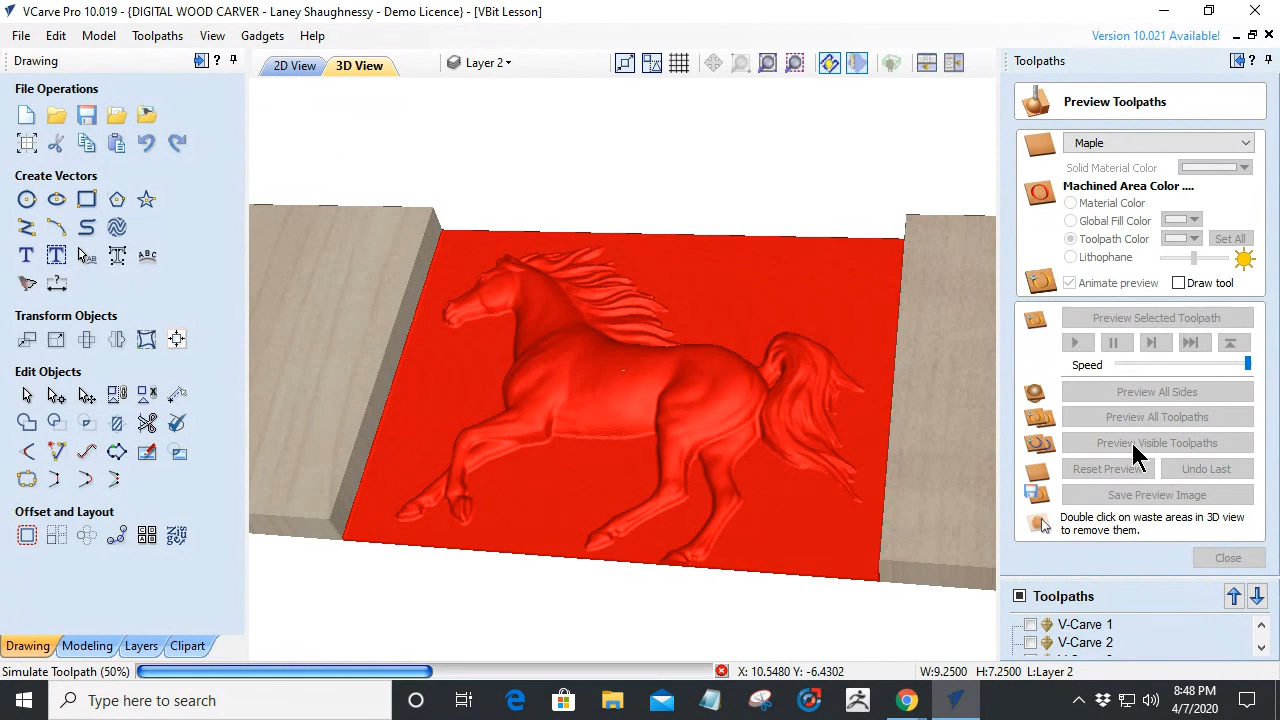 VCarve Pro 10.019 - {DIGITAL WOOD CARVER - Laney Shaughnessy - Demo Licence} - [VBit Lesson]
File Edit Model Toolpaths View Gadgets Help
Version 10.021 Available!
Drawing
File Operations
Create Vectors
Transform Objects
Edit Objects
Offset and Layout
Drawing Modeling Layers Clipart
2D View 3D View Layer 2
Toolpaths
Preview Toolpaths
Maple
Solid Material Color
Machined Area Color ....
Material Color
Global Fill Color
Toolpath Color Set All
Lithophane
Animate preview Draw tool
Preview Selected Toolpath
Speed
Preview All Sides
Preview All Toolpaths
Preview Visible Toolpaths
Reset Preview Undo Last
Save Preview Image
Double click on waste areas in 3D view
to remove them.
Close
Toolpaths
V-Carve 1
V-Carve 2
Simulate Toolpath (50%) X: 10.5480 Y: -6.4302 W:9.2500 H:7.2500 L:Layer 2
Type here to search
8:48 PM
4/7/2020